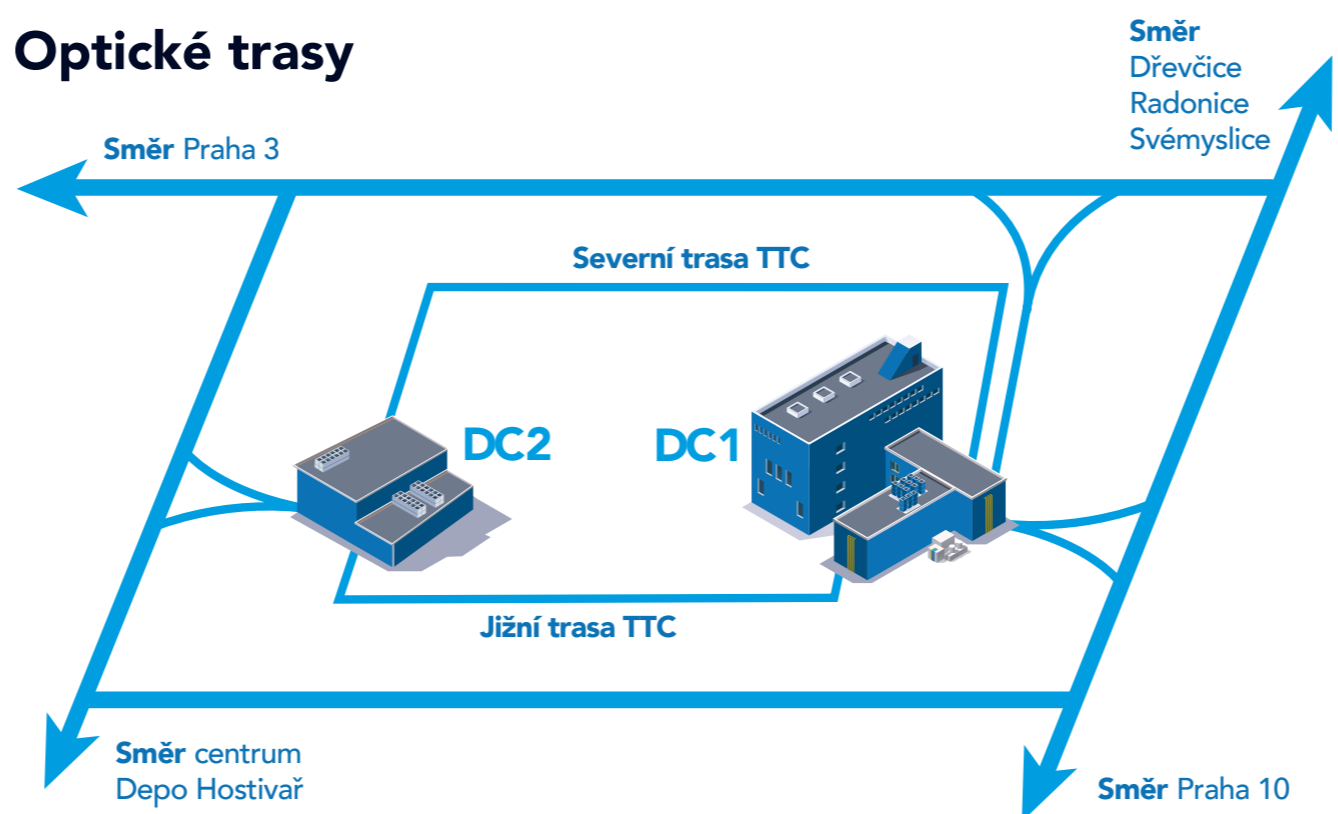 Optické trasy
Směr
Dřevčice
Radonice
Svémyslice
Směr Praha 3
Severní trasa TTC
DC2
DC1
Jižní trasa TTC
Směr centrum
Depo Hostivař
Směr Praha 10